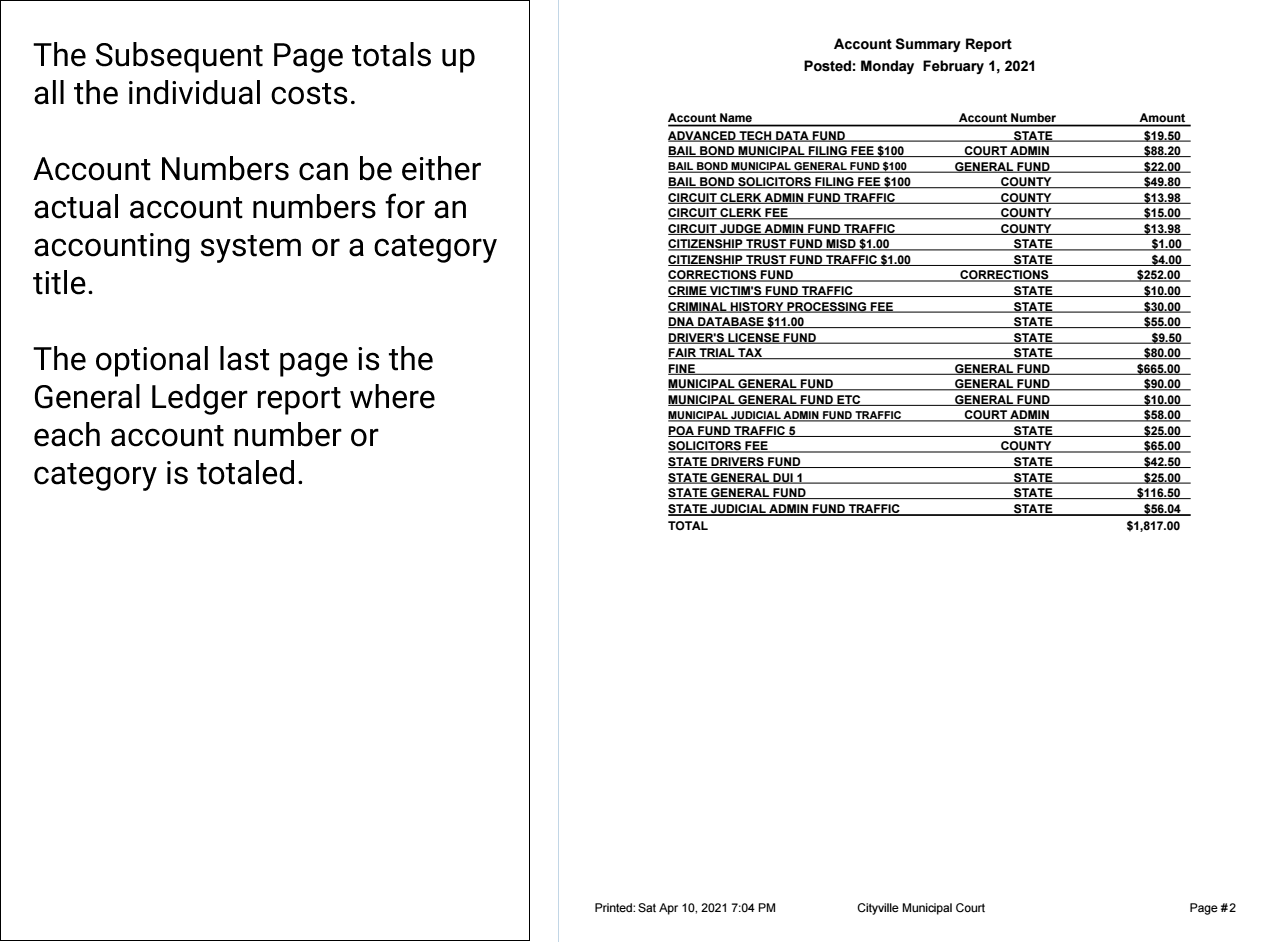 The Subsequent Page totals up
all the individual costs.
Account Numbers can be either
actual account numbers for an
accounting system or a category
title.
The optional last page is the
General Ledger report where
each account number or
category is totaled.
Account Summary Report
Posted: Monday  February 1, 2021
Account Name Account Number Amount
ADVANCED TECH DATA FUND STATE $19.50
BAIL BOND MUNICIPAL FILING FEE $100 COURT ADMIN $88.20
BAIL BOND MUNICIPAL GENERAL FUND $100 GENERAL FUND $22.00
BAIL BOND SOLICITORS FILING FEE $100 COUNTY $49.80
CIRCUIT CLERK ADMIN FUND TRAFFIC COUNTY $13.98
CIRCUIT CLERK FEE COUNTY $15.00
CIRCUIT JUDGE ADMIN FUND TRAFFIC COUNTY $13.98
CITIZENSHIP TRUST FUND MISD $1.00 STATE $1.00
CITIZENSHIP TRUST FUND TRAFFIC $1.00 STATE $4.00
CORRECTIONS FUND CORRECTIONS $252.00
CRIME VICTIM'S FUND TRAFFIC STATE $10.00
CRIMINAL HISTORY PROCESSING FEE STATE $30.00
DNA DATABASE $11.00 STATE $55.00
DRIVER'S LICENSE FUND STATE $9.50
FAIR TRIAL TAX STATE $80.00
FINE GENERAL FUND $665.00
MUNICIPAL GENERAL FUND GENERAL FUND $90.00
MUNICIPAL GENERAL FUND ETC GENERAL FUND $10.00
MUNICIPAL JUDICIAL ADMIN FUND TRAFFIC COURT ADMIN $58.00
POA FUND TRAFFIC 5 STATE $25.00
SOLICITORS FEE COUNTY $65.00
STATE DRIVERS FUND STATE $42.50
STATE GENERAL DUI 1 STATE $25.00
STATE GENERAL FUND STATE $116.50
STATE JUDICIAL ADMIN FUND TRAFFIC STATE $56.04
TOTAL $1,817.00
Printed: Sat Apr 10, 2021 7:04 PM Cityville Municipal Court Page #2